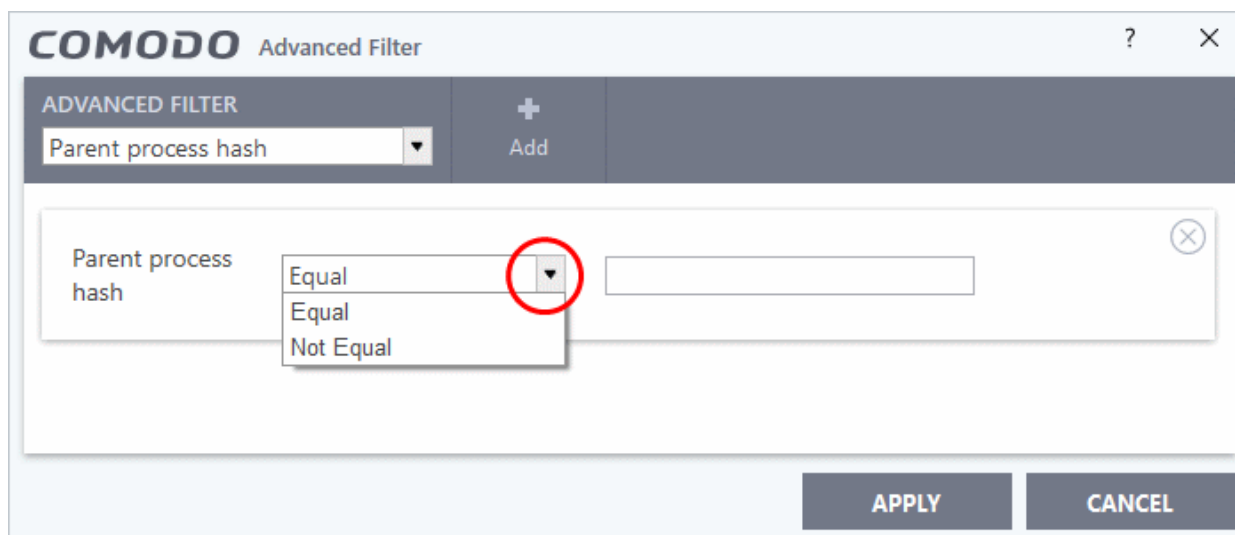 COMODO Advanced Filter ?
ADVANCED FILTER
Parent process hash
Add
Parent process
hash
Equal
Equal
Not Equal
APPLY CANCEL